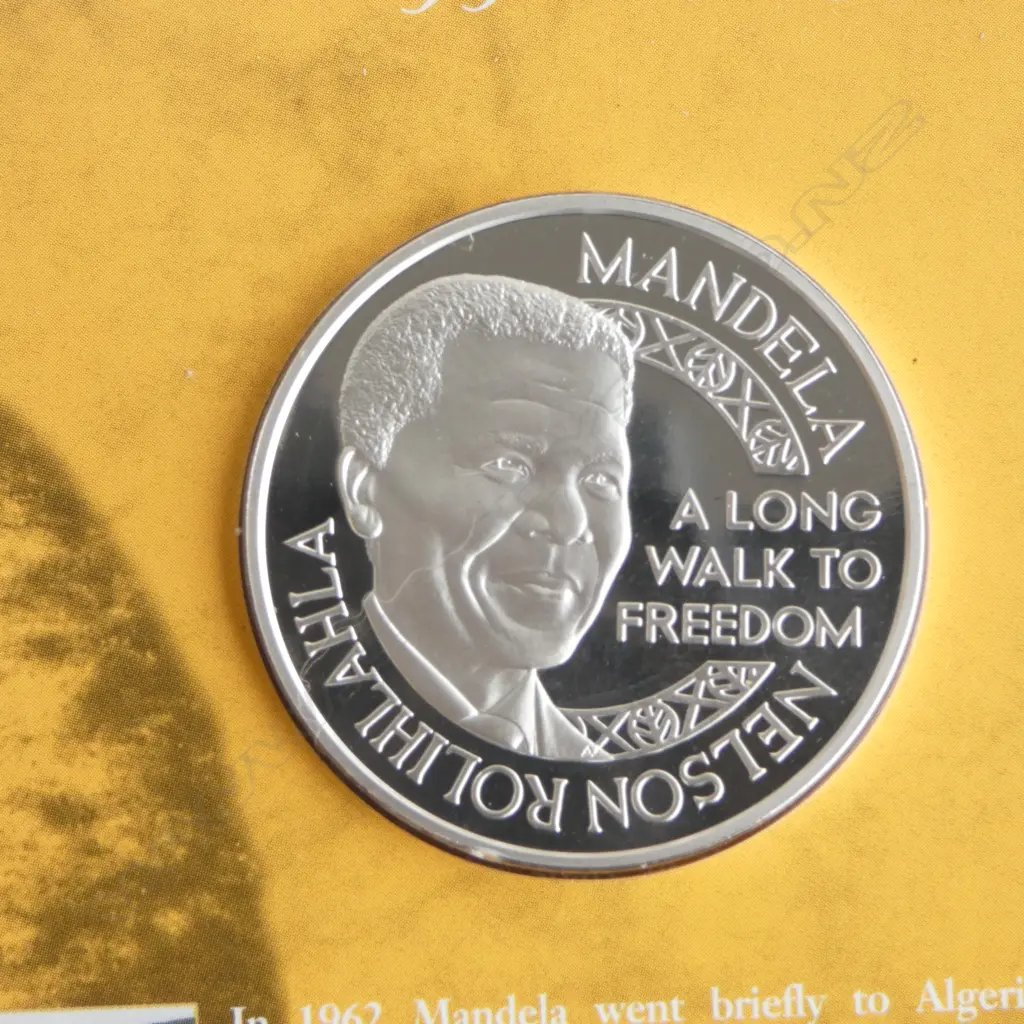 MANDELA
A LONG
WALK TO
FREEDOM
NELSON ROLIHLAHLA
In 1962 Mandela went briefly to Algeri